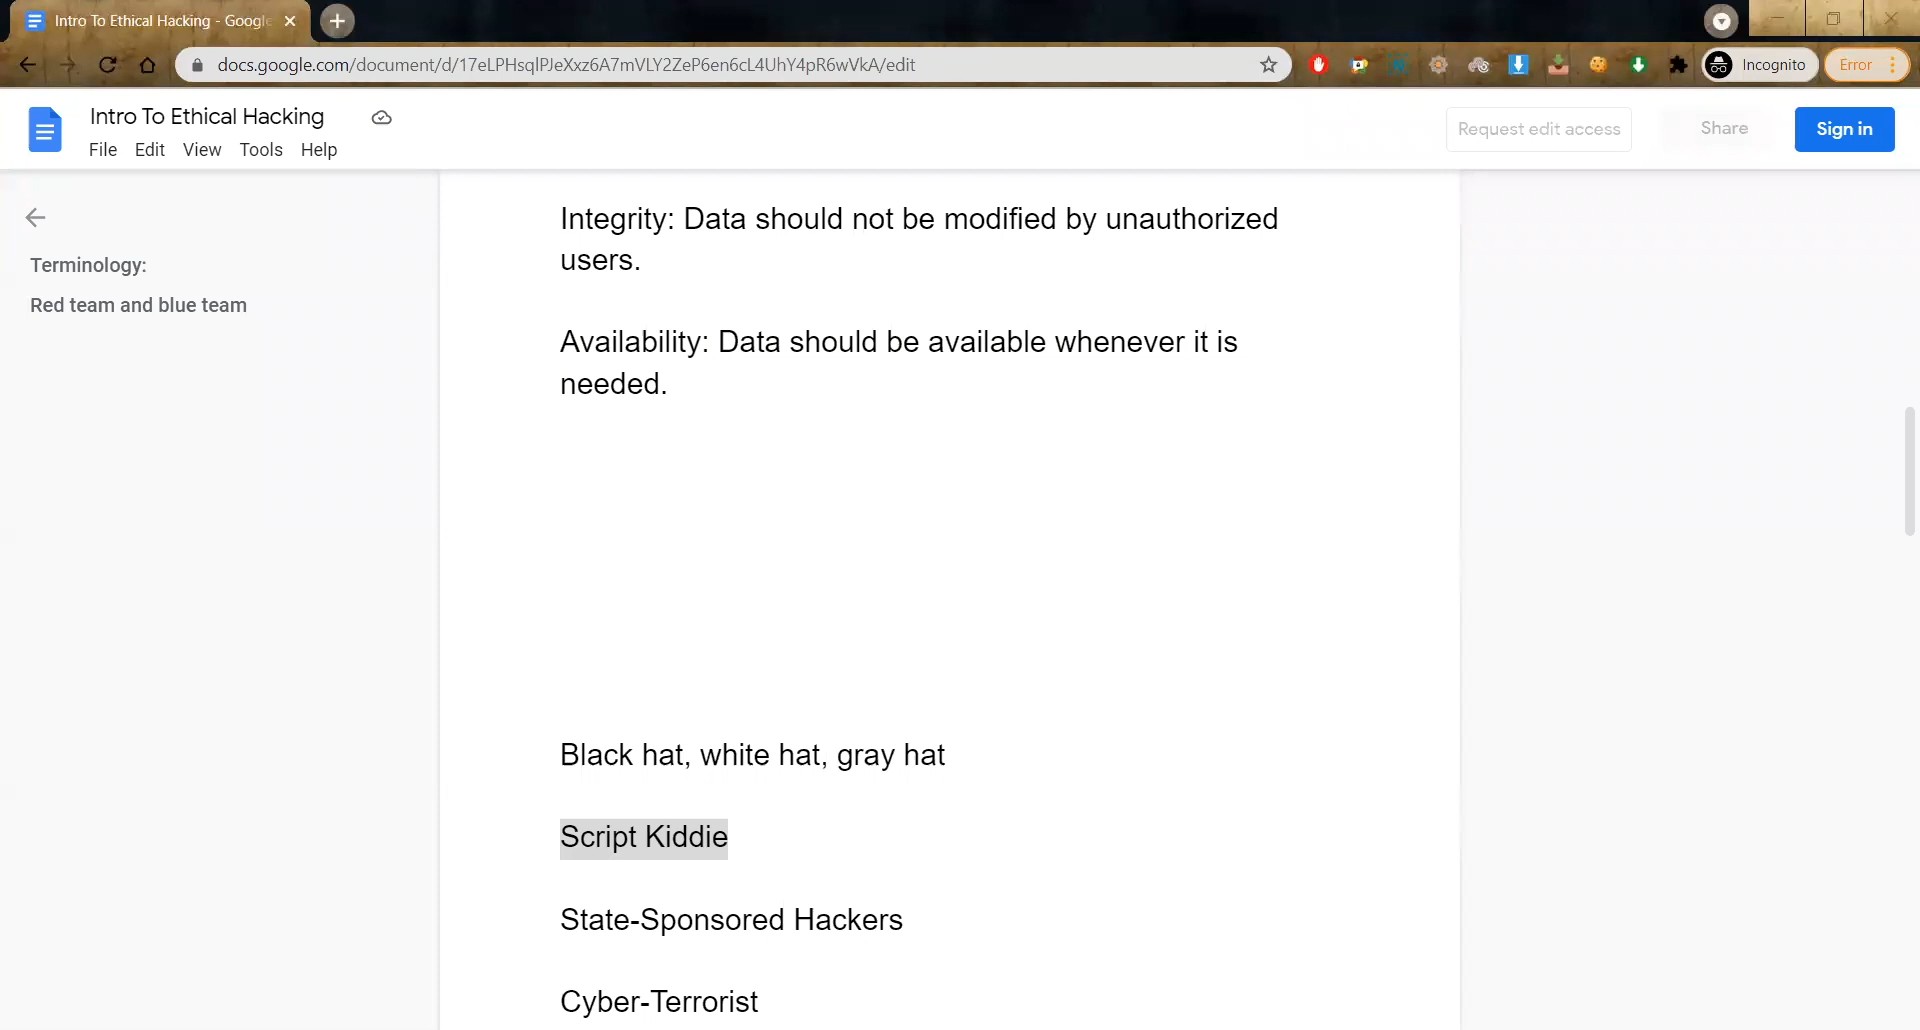 Intro To Ethical Hacking - Google
docs.google.com/document/d/17eLPHsqlPJeXxz6A7mVLY2ZeP6en6cL4UhY4pR6wVkA/edit
Incognito
Error
Intro To Ethical Hacking
File Edit View Tools Help
Request edit access
Share
Sign in
Terminology:
Red team and blue team
Integrity: Data should not be modified by unauthorized
users.
Availability: Data should be available whenever it is
needed.
Black hat, white hat, gray hat
Script Kiddie
State-Sponsored Hackers
Cyber-Terrorist